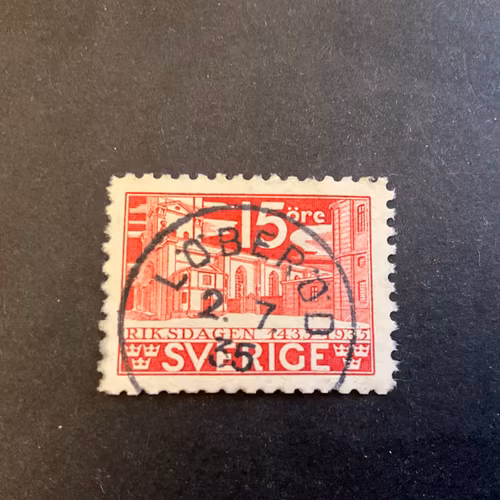 15 öre
LÖBERÖD
2. 7.
35
RIKSDAGEN 1435-1935
SVERIGE